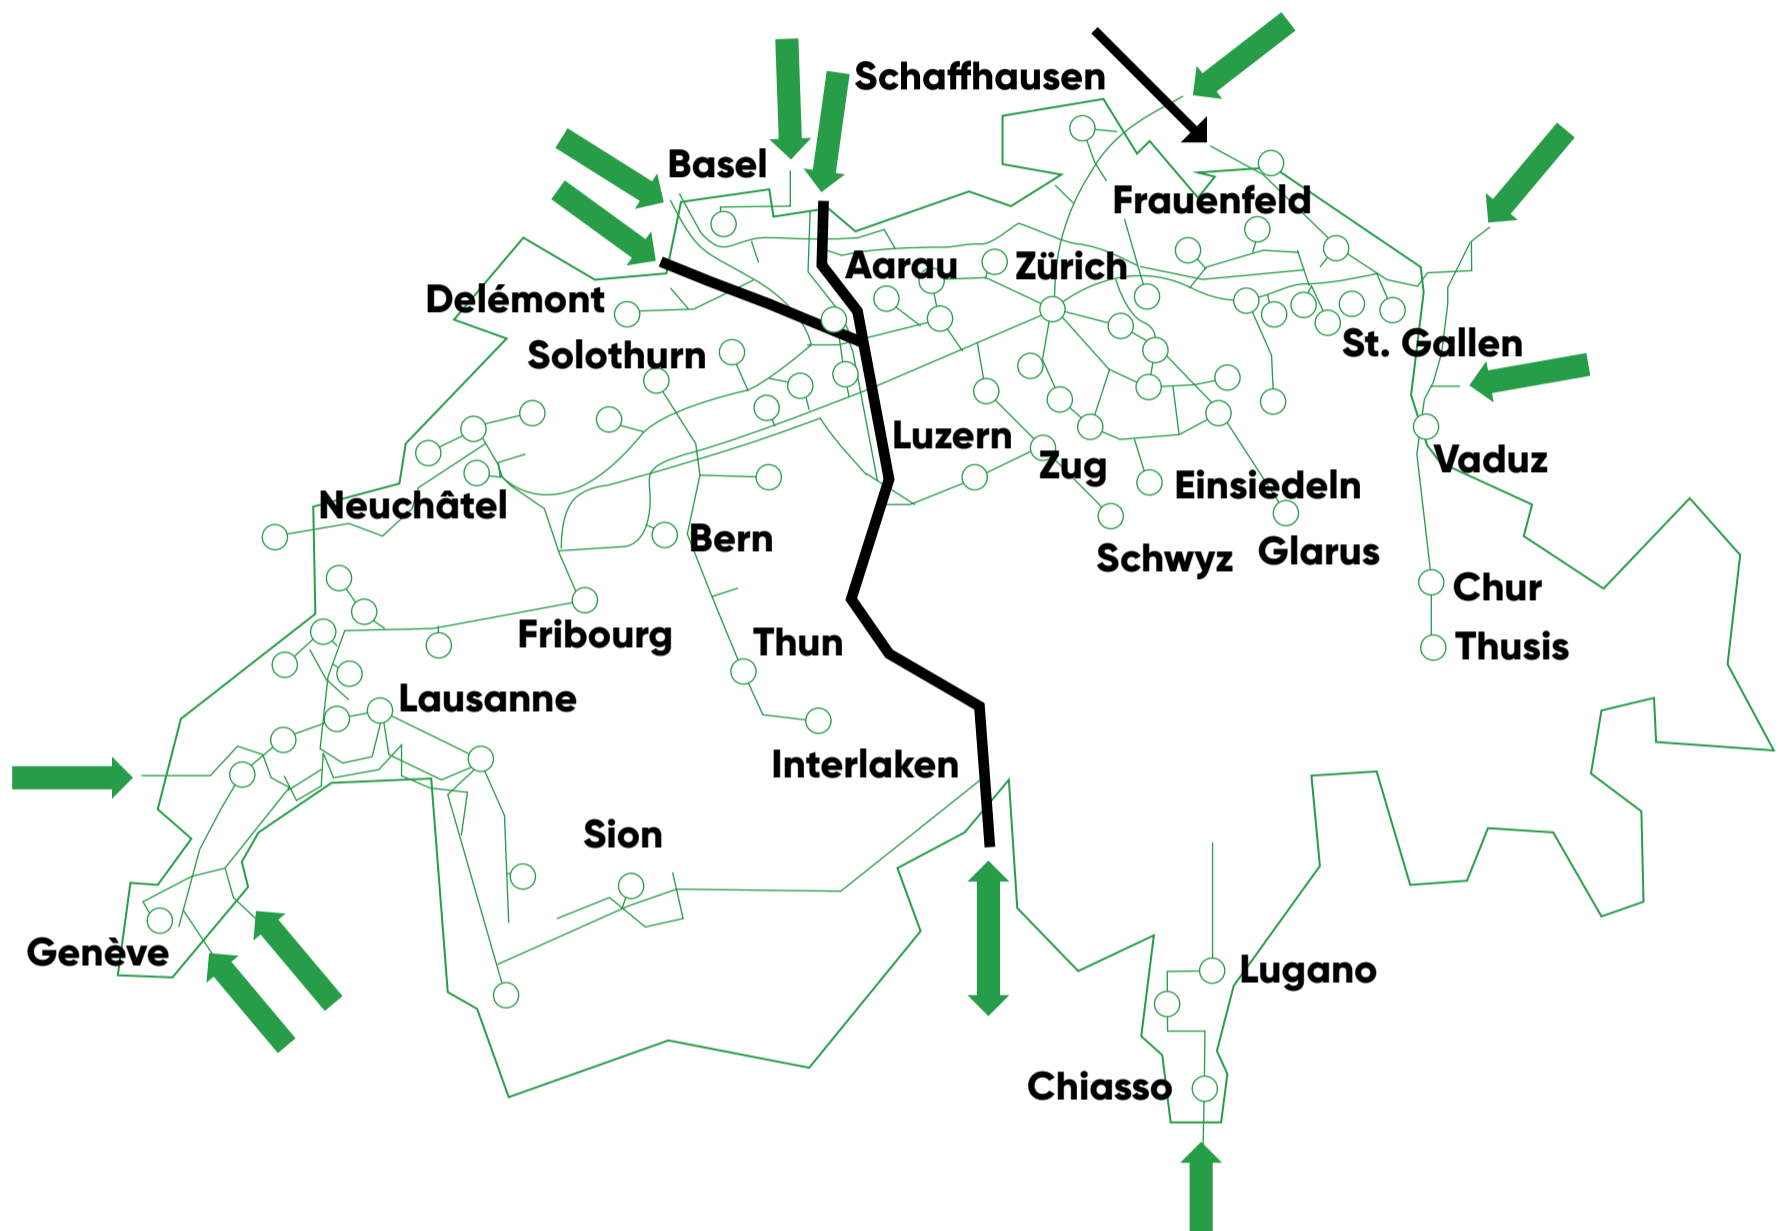 Schaffhausen
Basel
Frauenfeld
Aarau
Zürich
Delémont
Solothurn
St. Gallen
Luzern
Zug
Vaduz
Einsiedeln
Neuchâtel
Bern
Schwyz
Glarus
Chur
Fribourg
Thun
Thusis
Lausanne
Interlaken
Sion
Genève
Lugano
Chiasso